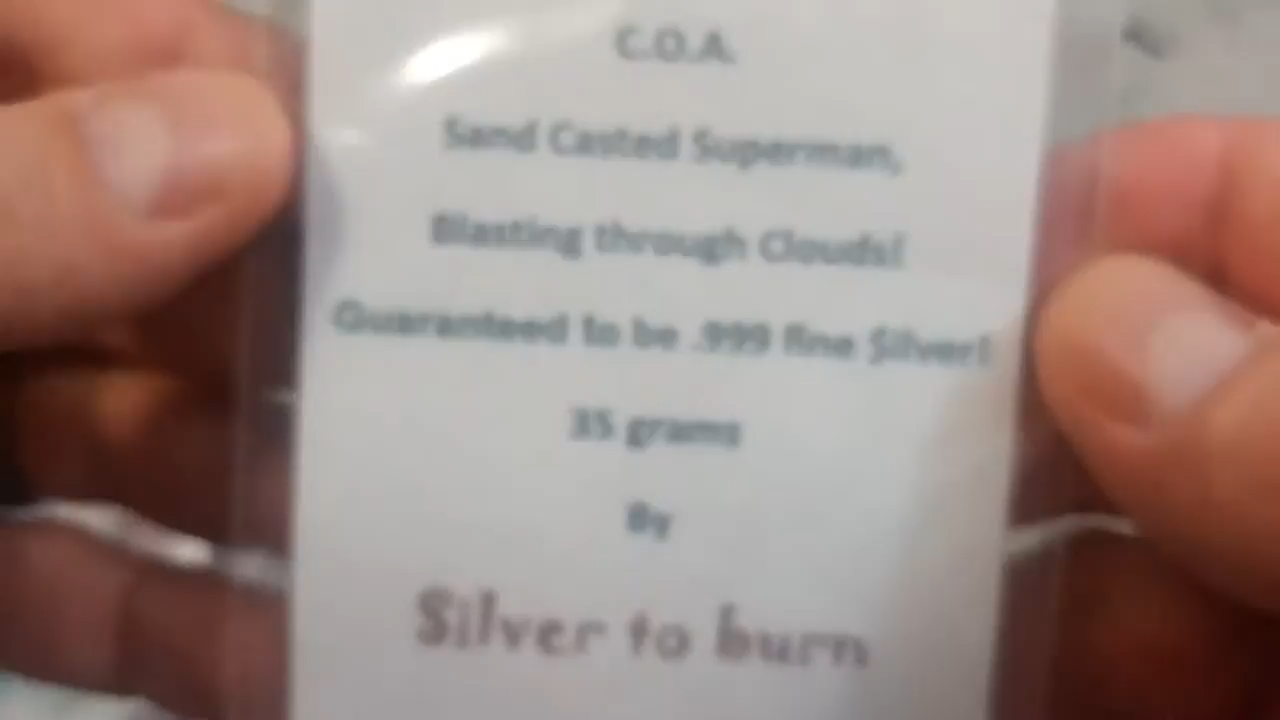 C.O.A.
Sand Casted Superman,
Blasting through Clouds!
Guaranteed to be .999 fine Silver!
35 grams
By
Silver to burn